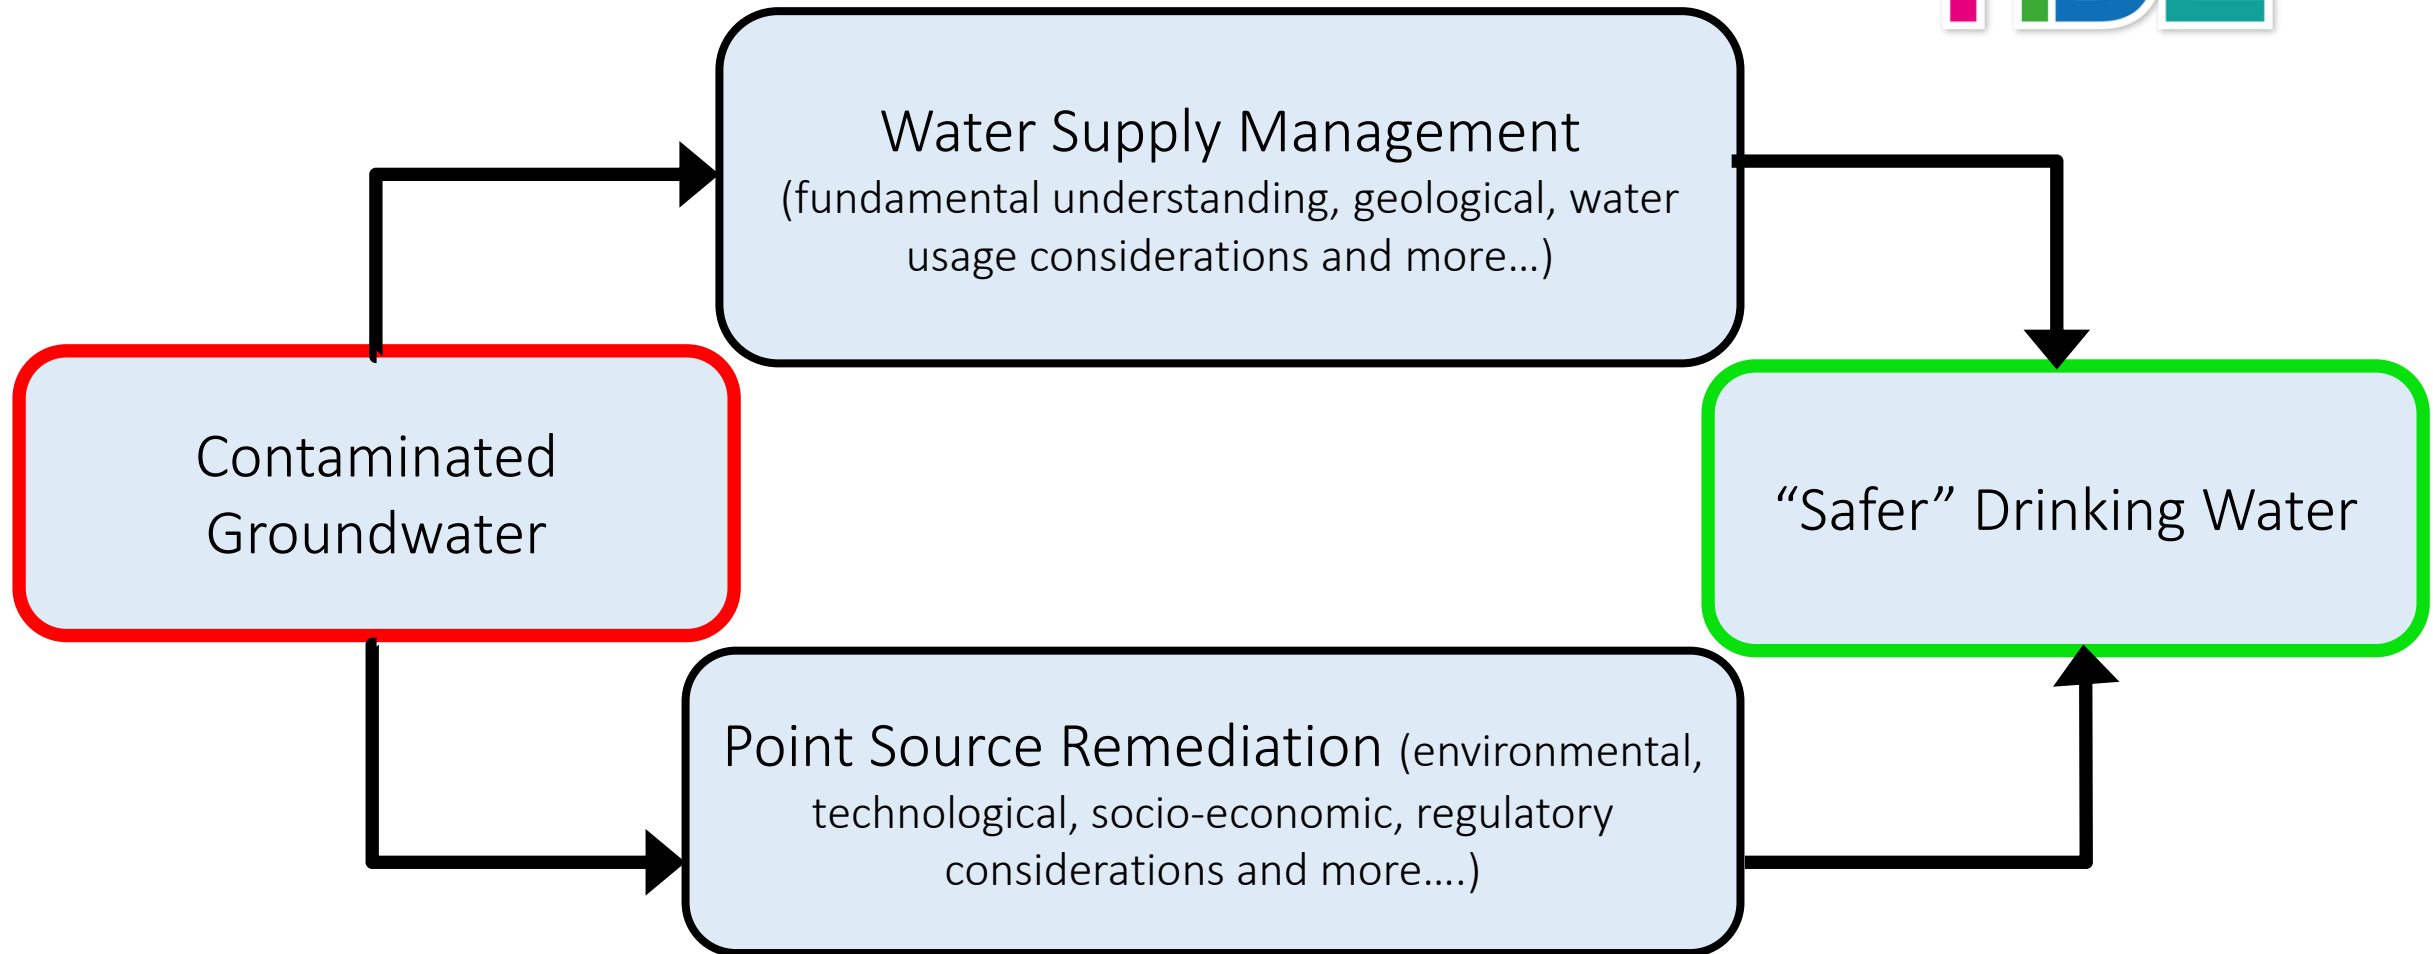 Water Supply Management
(fundamental understanding, geological, water
usage considerations and more...)
Contaminated
Groundwater
“Safer” Drinking Water
Point Source Remediation (environmental,
technological, socio-economic, regulatory
considerations and more....)